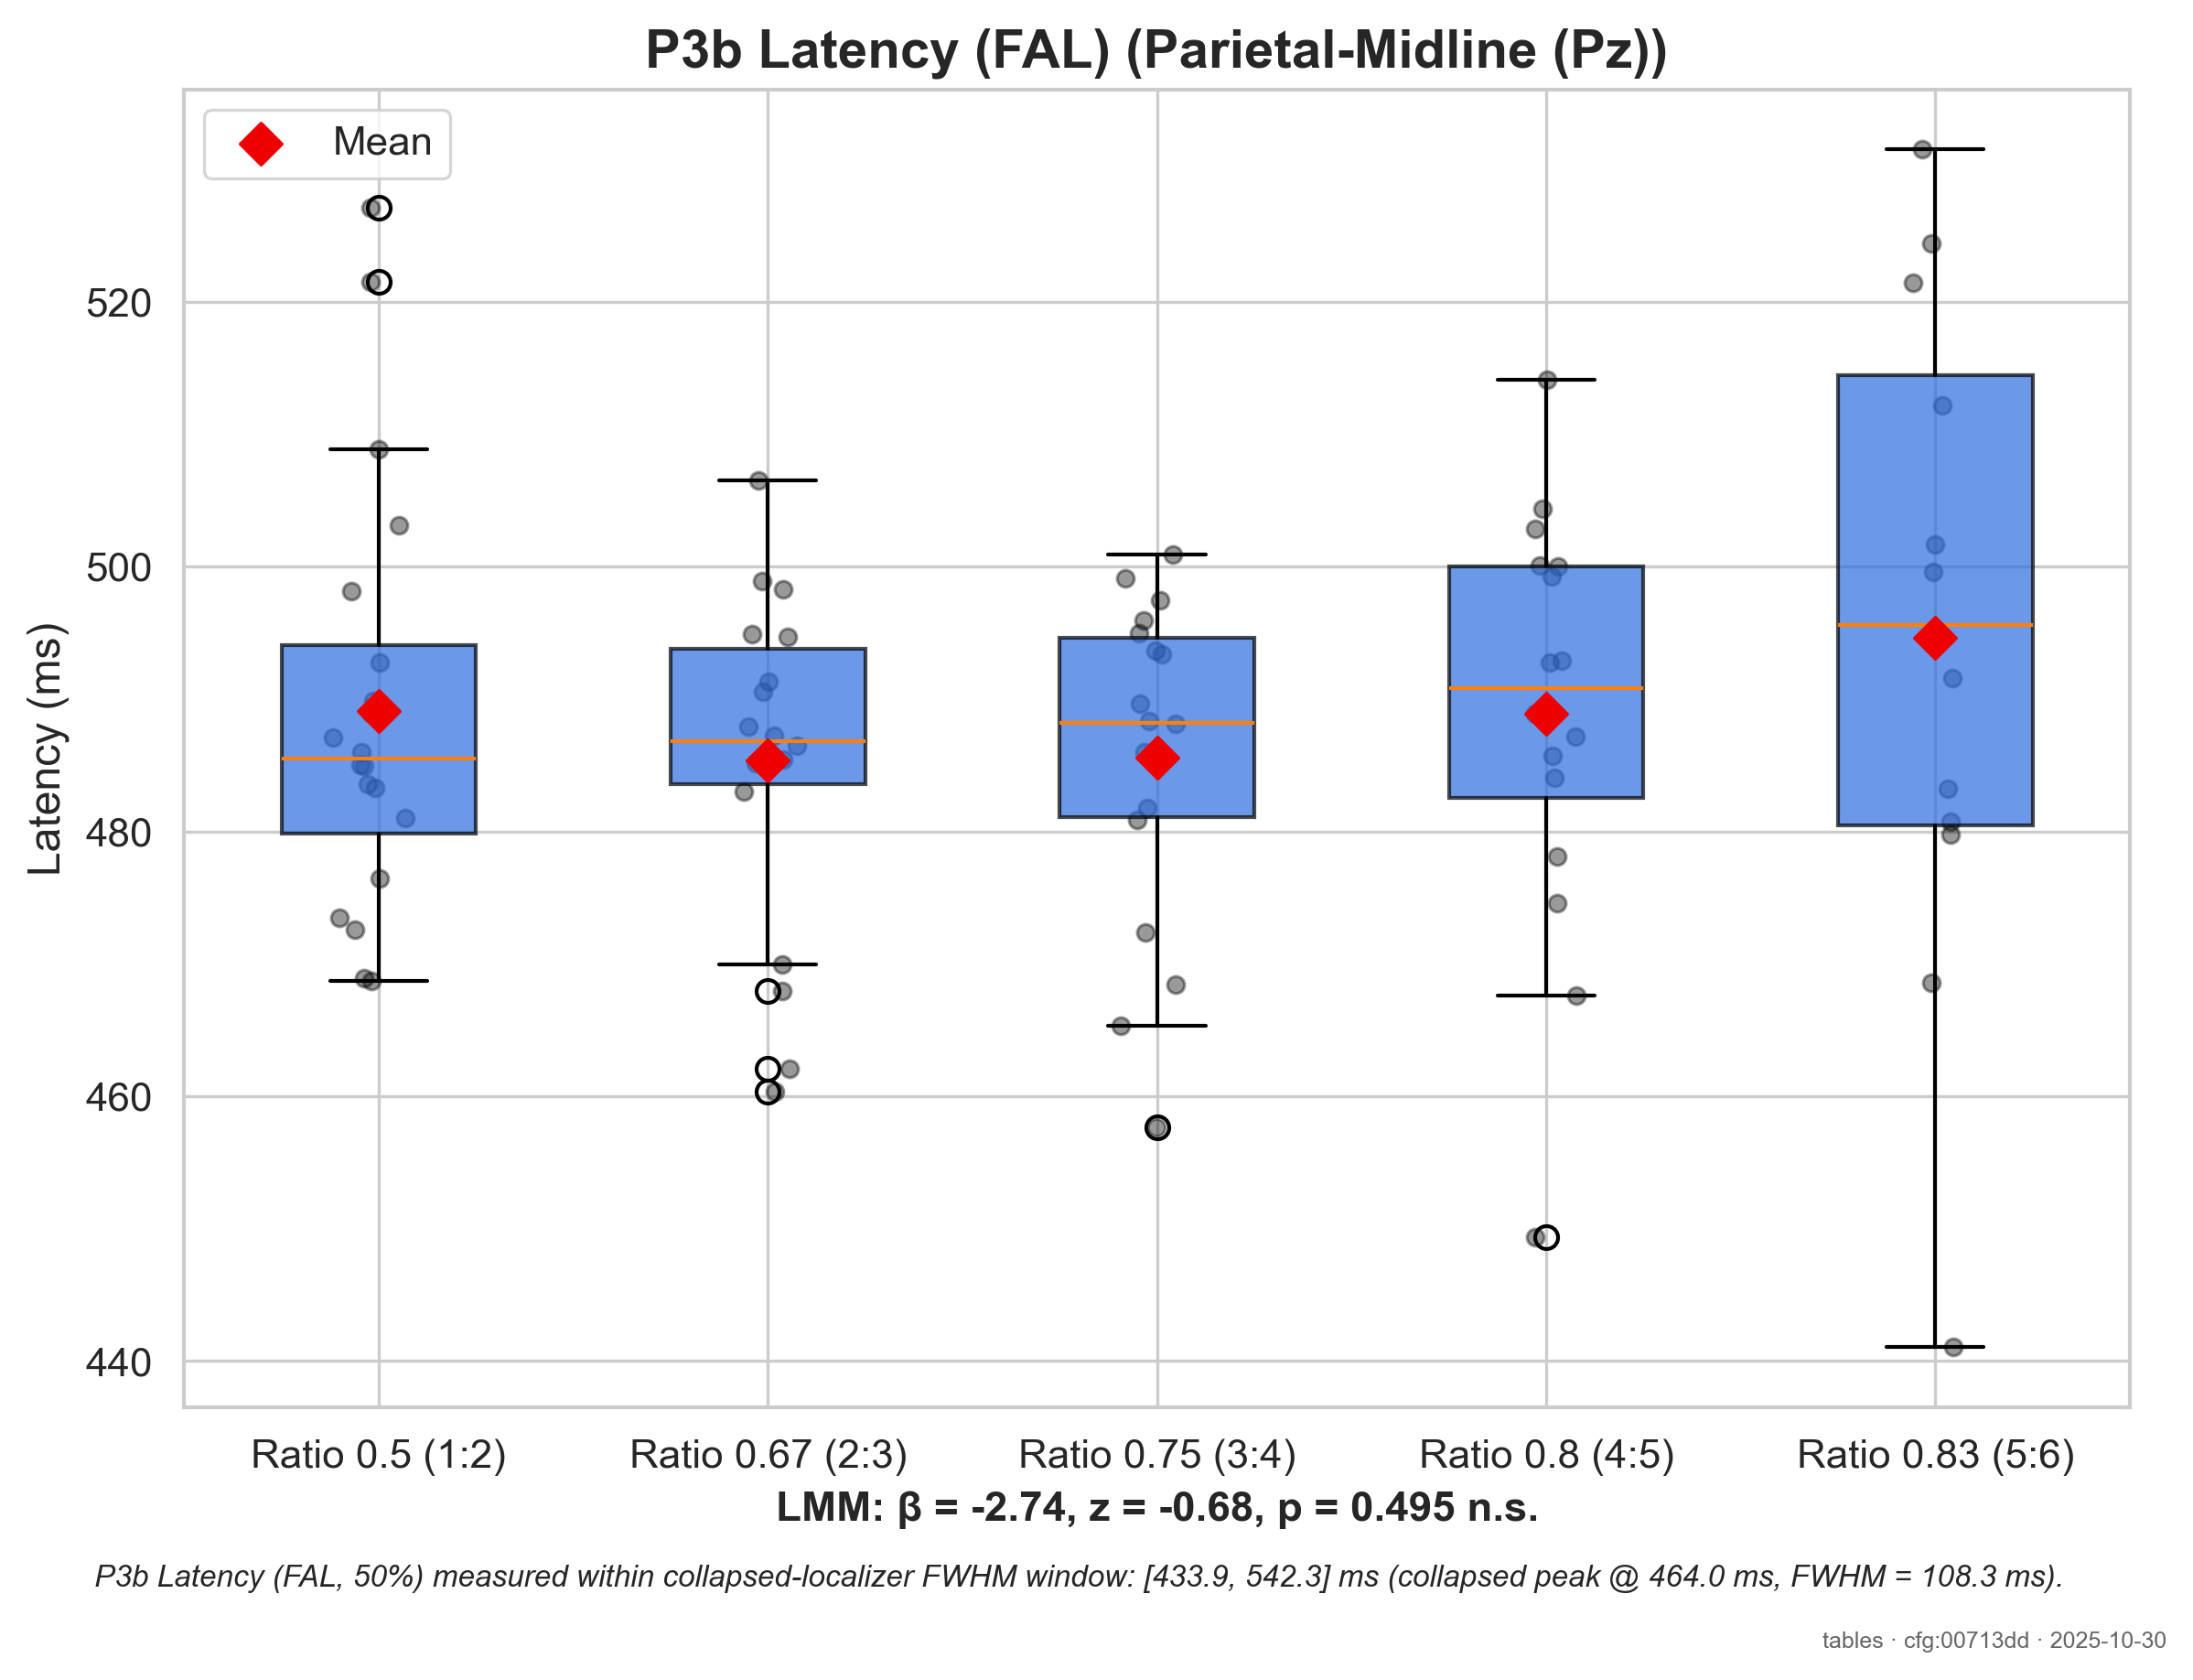 P3b Latency (FAL) (Parietal-Midline (Pz))
Mean
Latency (ms)
520
500
480
460
440
Ratio 0.5 (1:2)
Ratio 0.67 (2:3)
Ratio 0.75 (3:4)
Ratio 0.8 (4:5)
Ratio 0.83 (5:6)
LMM: β = -2.74, z = -0.68, p = 0.495 n.s.
P3b Latency (FAL, 50%) measured within collapsed-localizer FWHM window: [433.9, 542.3] ms (collapsed peak @ 464.0 ms, FWHM = 108.3 ms).
tables · cfg:00713dd · 2025-10-30